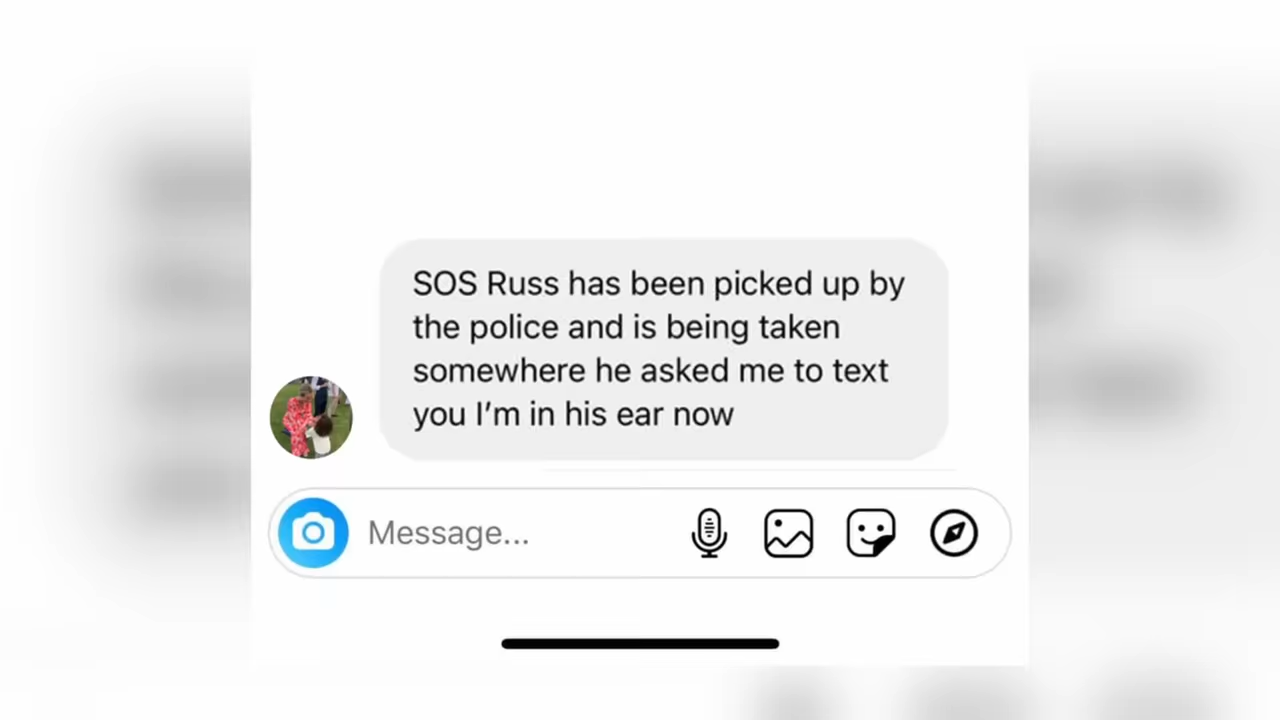 SOS Russ has been picked up by
the police and is being taken
somewhere he asked me to text
you I’m in his ear now
Message...